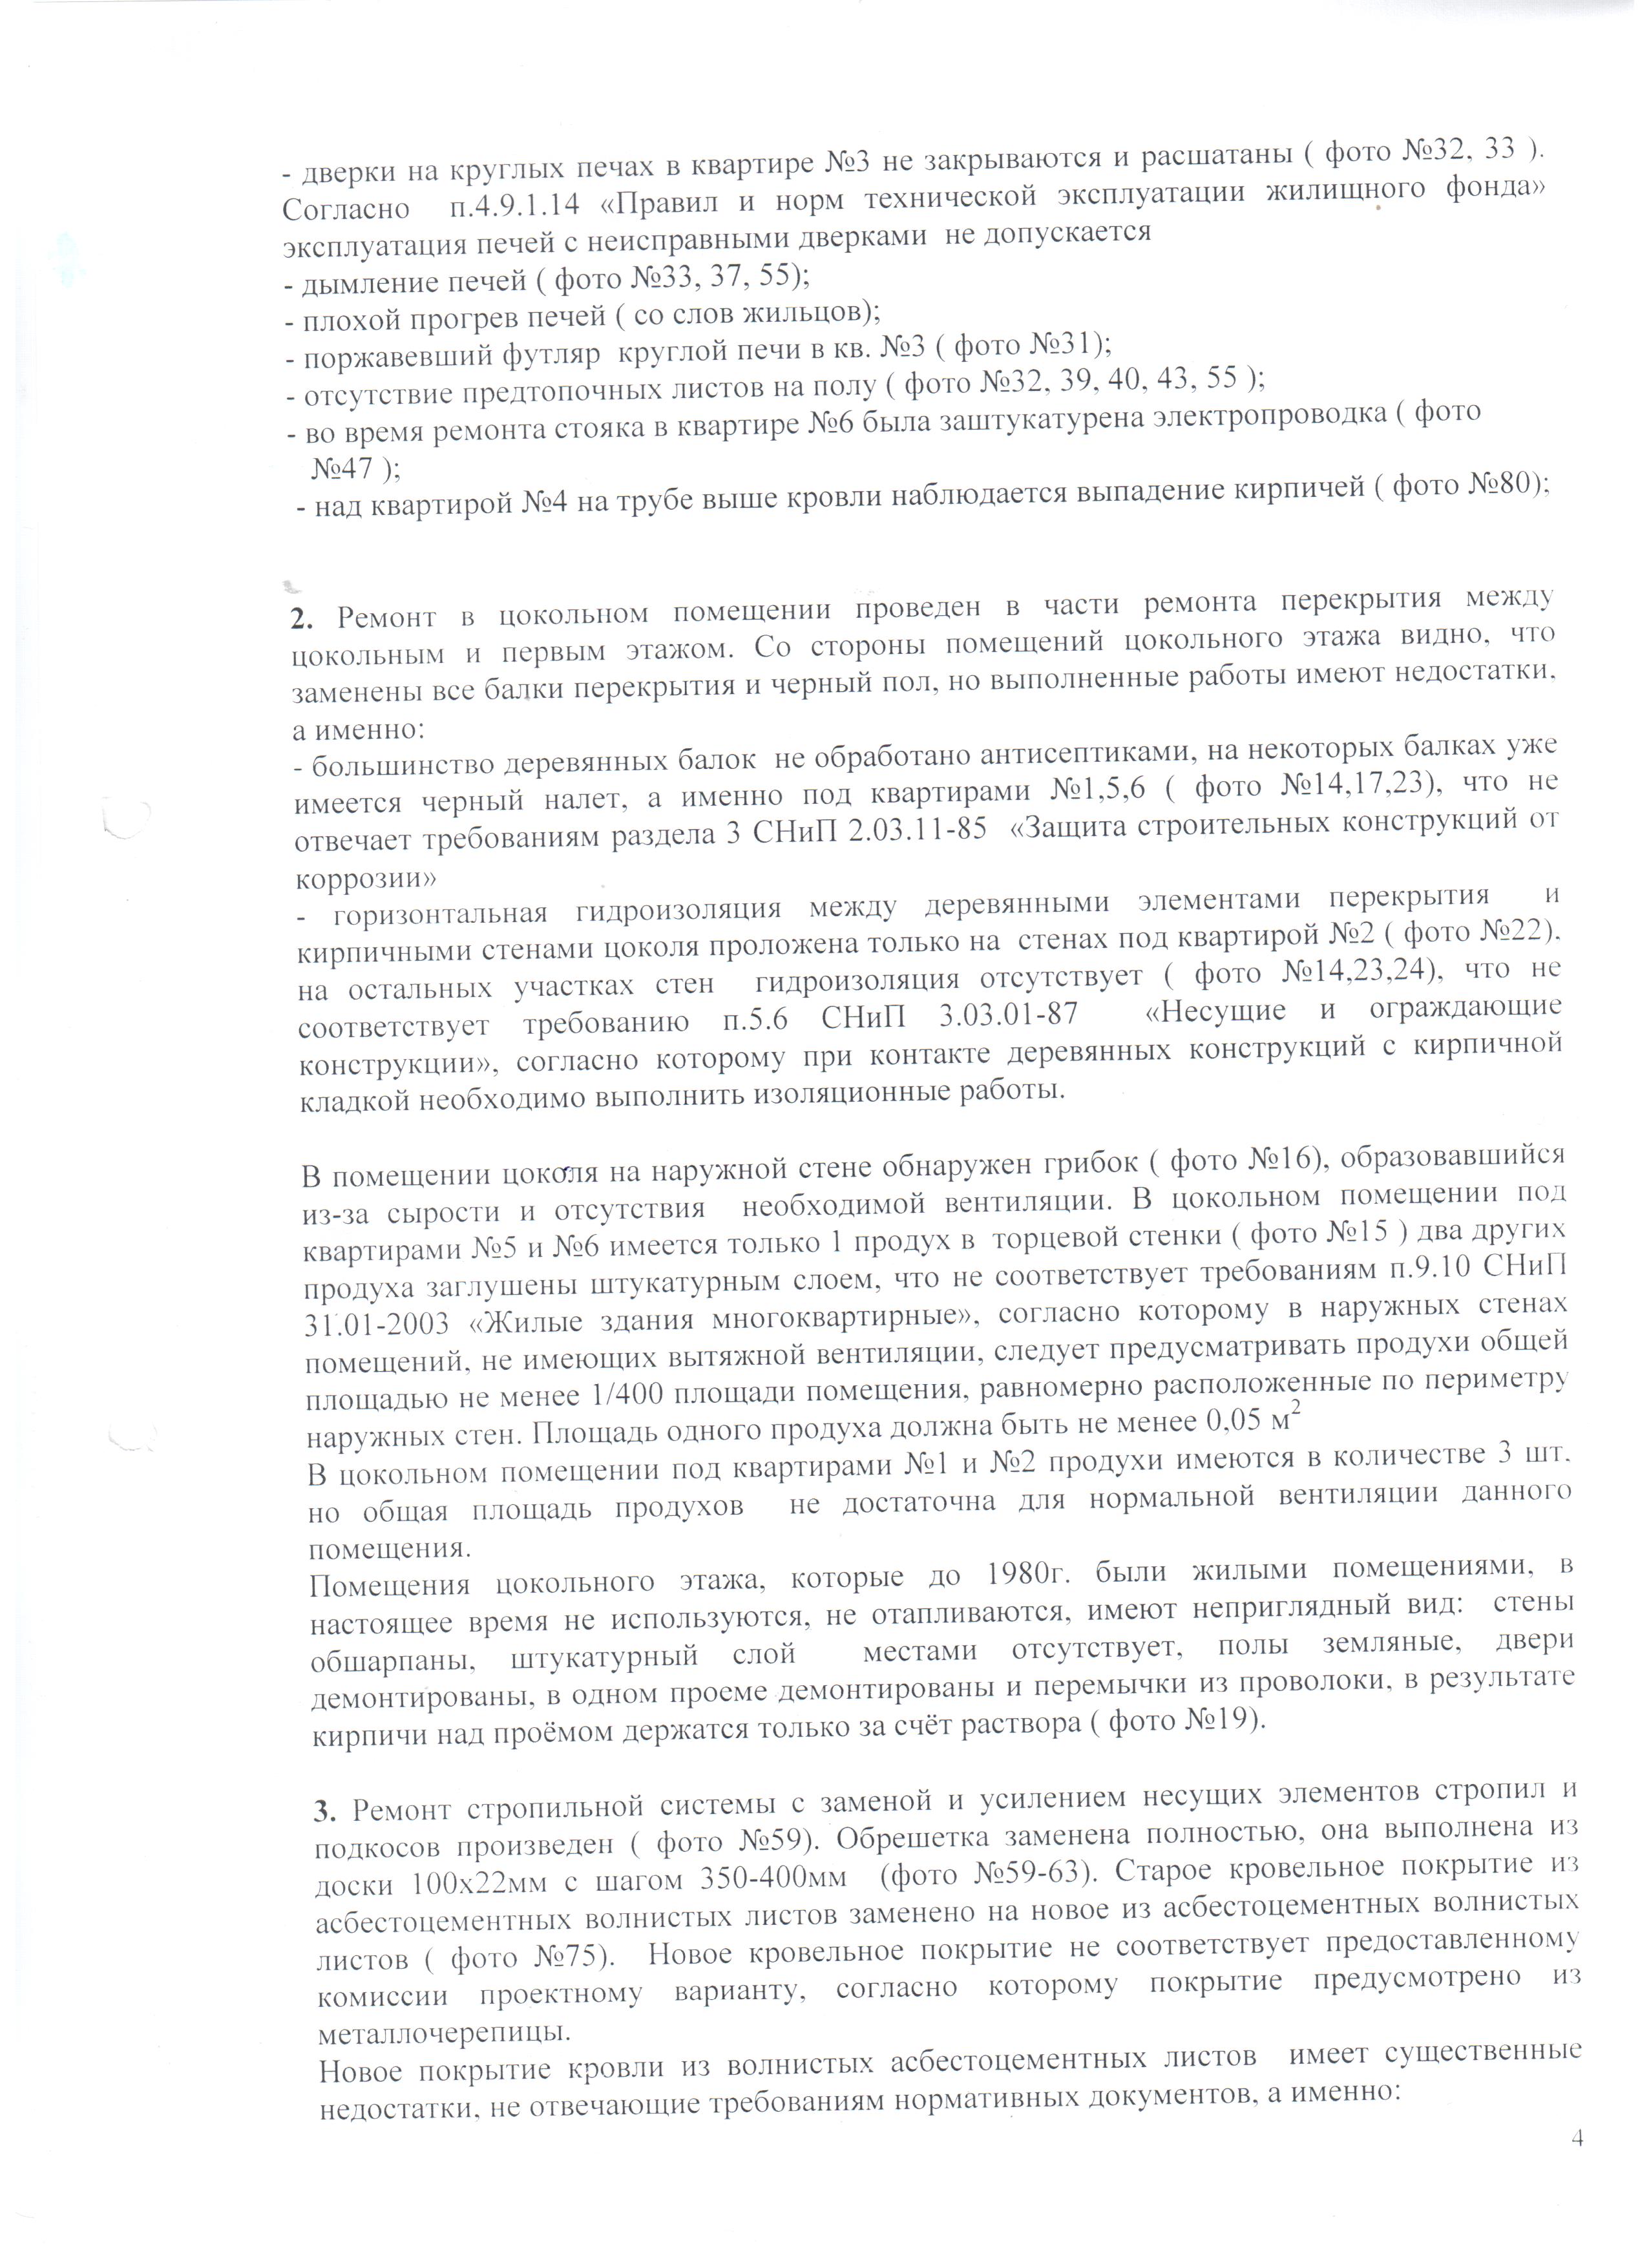 - дверки на круглых печах в квартире №3 не закрываются и расшатаны ( фото №32, 33 ).
Согласно п.4.9.1.14 «Правил и норм технической эксплуатации жилищного фонда»
эксплуатация печей с неисправными дверками не допускается
- дымление печей ( фото №33, 37, 55);
- плохой прогрев печей ( со слов жильцов);
- поржавевший футляр круглой печи в кв. №3 ( фото №31);
- отсутствие предтопочных листов на полу ( фото №32, 39, 40, 43, 55 );
- во время ремонта стояка в квартире №6 была заштукатурена электропроводка ( фото
№47 );
- над квартирой №4 на трубе выше кровли наблюдается выпадение кирпичей ( фото №80);
2. Ремонт в цокольном помещении проведен в части ремонта перекрытия между
цокольным и первым этажом. Со стороны помещений цокольного этажа видно, что
заменены все балки перекрытия и черный пол, но выполненные работы имеют недостатки,
а именно:
- большинство деревянных балок не обработано антисептиками, на некоторых балках уже
имеется черный налет, а именно под квартирами №1,5,6 ( фото №14,17,23), что не
отвечает требованиям раздела 3 СНиП 2.03.11-85 «Защита строительных конструкций от
коррозии»
- горизонтальная гидроизоляция между деревянными элементами перекрытия и
кирпичными стенами цоколя проложена только на стенах под квартирой №2 ( фото №22),
на остальных участках стен гидроизоляция отсутствует ( фото №14,23,24), что не
соответствует требованию п.5.6 СНиП 3.03.01-87 «Несущие и ограждающие
конструкции», согласно которому при контакте деревянных конструкций с кирпичной
кладкой необходимо выполнить изоляционные работы.
В помещении цоколя на наружной стене обнаружен грибок ( фото №16), образовавшийся
из-за сырости и отсутствия необходимой вентиляции. В цокольном помещении под
квартирами №5 и №6 имеется только 1 продух в торцевой стенки ( фото №15 ) два других
продуха заглушены штукатурным слоем, что не соответствует требованиям п.9.10 СНиП
31.01-2003 «Жилые здания многоквартирные», согласно которому в наружных стенах
помещений, не имеющих вытяжной вентиляции, следует предусматривать продухи общей
площадью не менее 1/400 площади помещения, равномерно расположенные по периметру
наружных стен. Площадь одного продуха должна быть не менее 0,05 м²
В цокольном помещении под квартирами №1 и №2 продухи имеются в количестве 3 шт.
но общая площадь продухов не достаточна для нормальной вентиляции данного
помещения.
Помещения цокольного этажа, которые до 1980г. были жилыми помещениями, в
настоящее время не используются, не отапливаются, имеют неприглядный вид: стены
обшарпаны, штукатурный слой местами отсутствует, полы земляные, двери
демонтированы, в одном проеме демонтированы и перемычки из проволоки, в результате
кирпичи над проёмом держатся только за счёт раствора ( фото №19).
3. Ремонт стропильной системы с заменой и усилением несущих элементов стропил и
подкосов произведен ( фото №59). Обрешетка заменена полностью, она выполнена из
доски 100х22мм с шагом 350-400мм (фото №59-63). Старое кровельное покрытие из
асбестоцементных волнистых листов заменено на новое из асбестоцементных волнистых
листов ( фото №75). Новое кровельное покрытие не соответствует предоставленному
комиссии проектному варианту, согласно которому покрытие предусмотрено из
металлочерепицы.
Новое покрытие кровли из волнистых асбестоцементных листов имеет существенные
недостатки, не отвечающие требованиям нормативных документов, а именно:
4